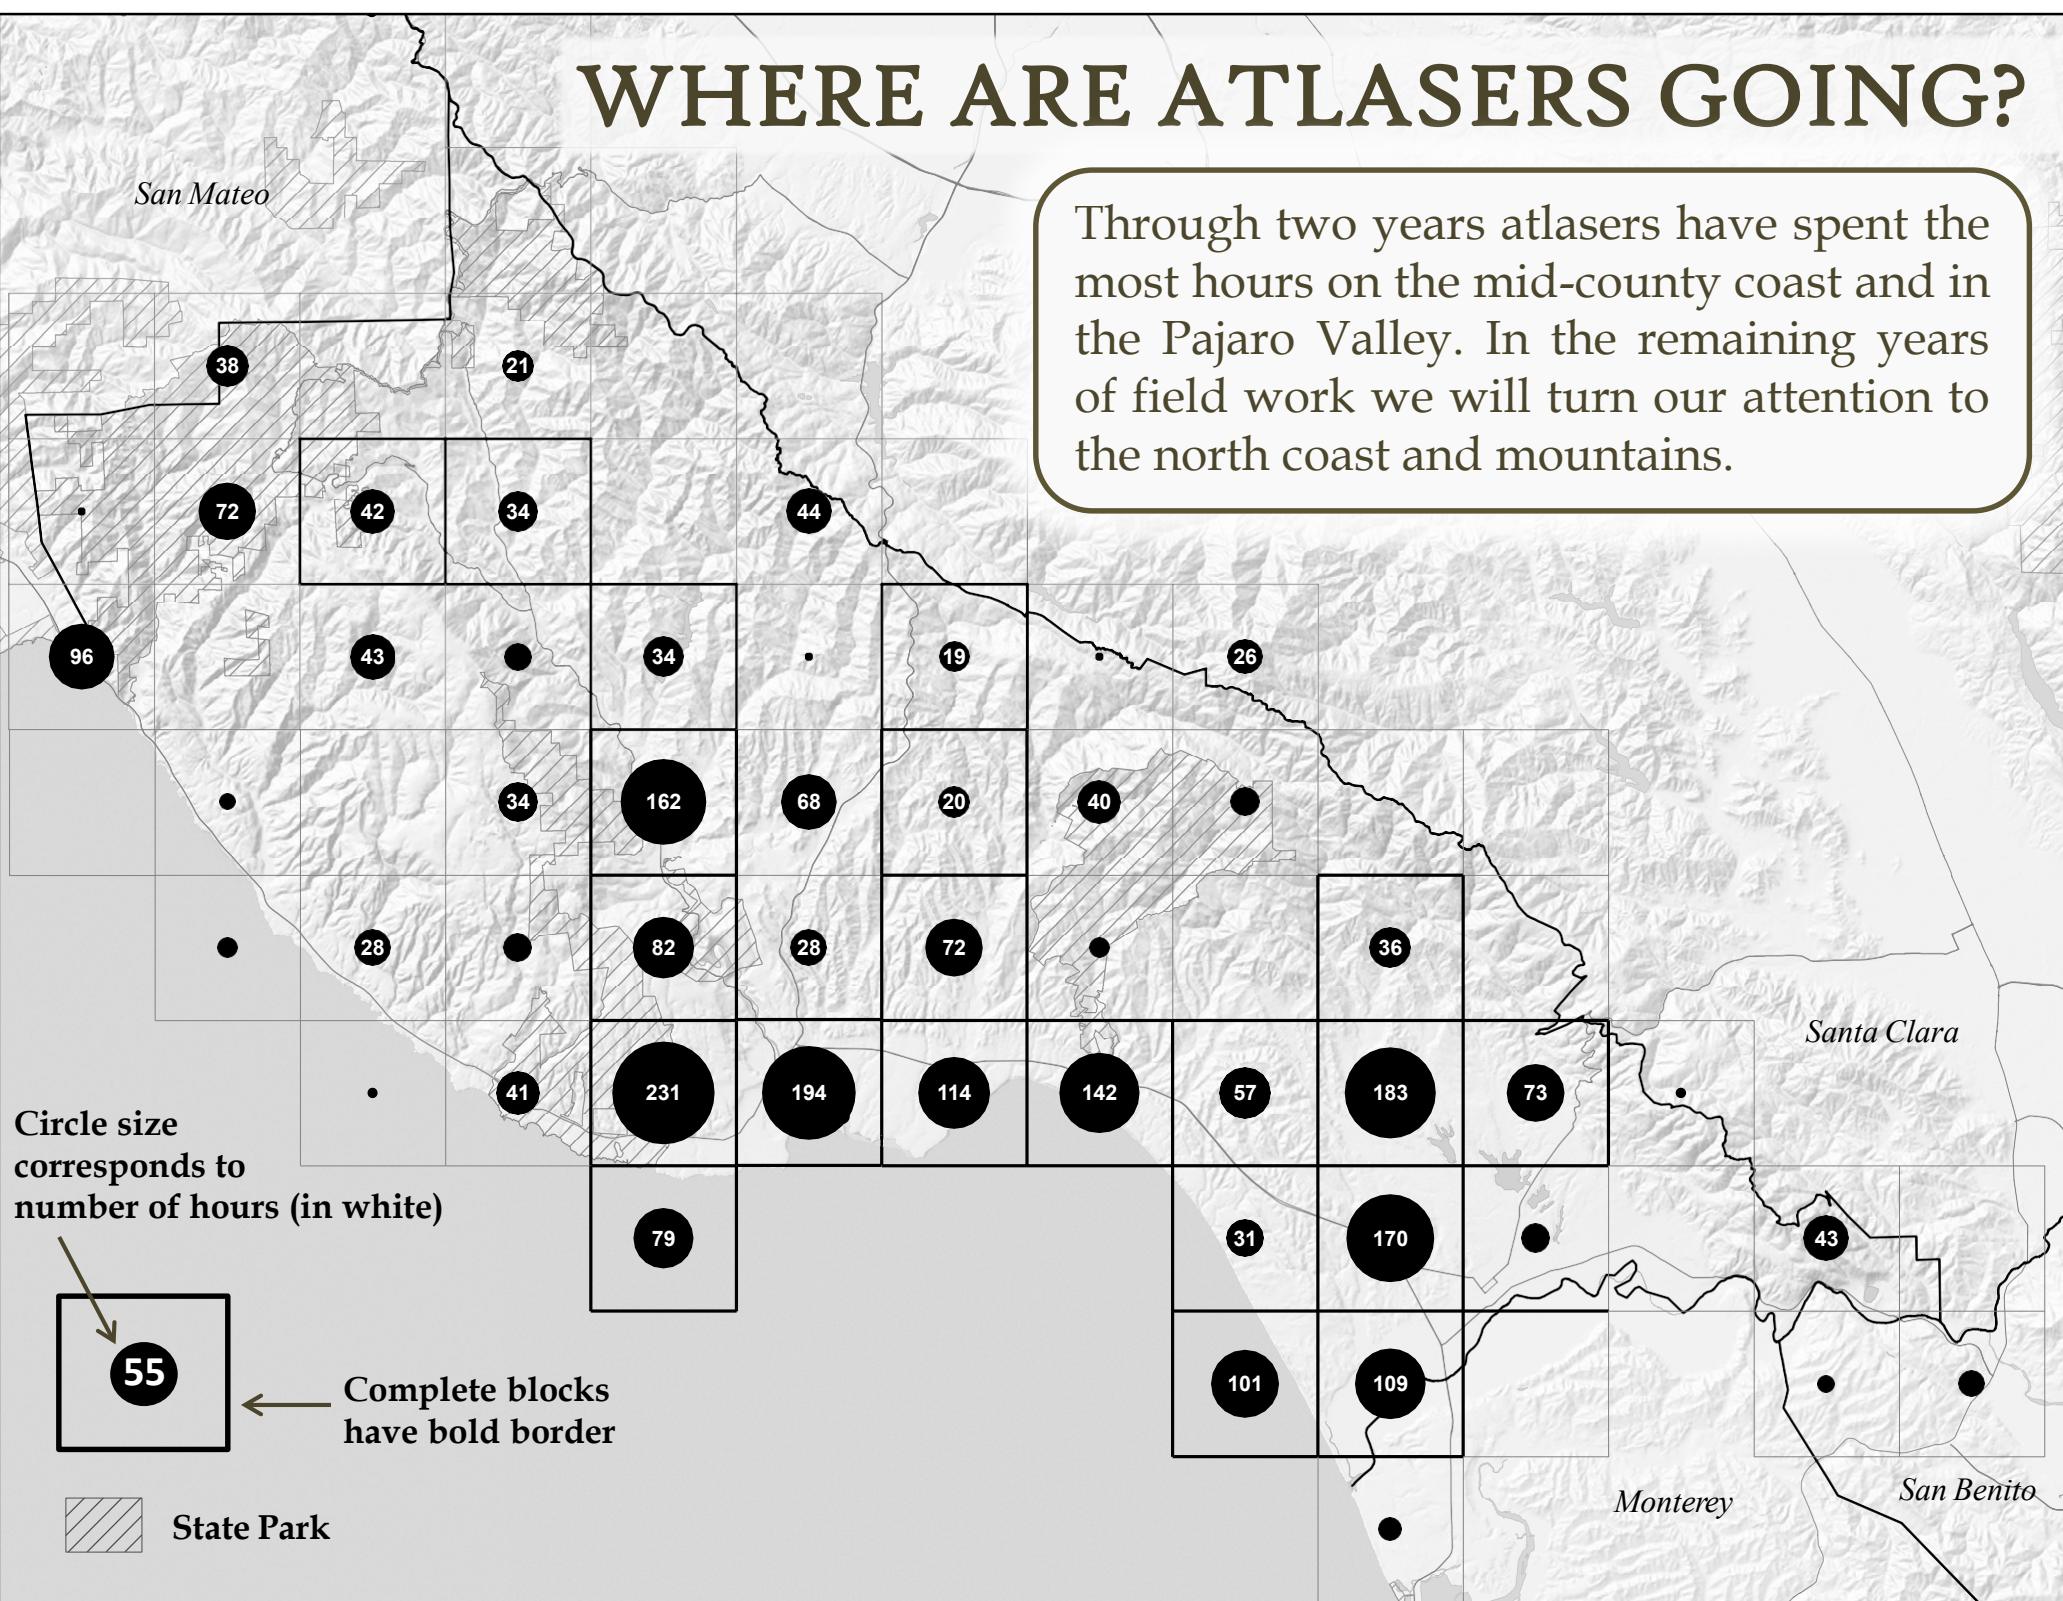 WHERE ARE ATLASERS GOING?
Through two years atlasers have spent the
most hours on the mid-county coast and in
the Pajaro Valley. In the remaining years
of field work we will turn our attention to
the north coast and mountains.
San Mateo
38
21
72
42
34
44
96
43
34
19
26
34
162
68
20
40
28
82
28
72
36
Santa Clara
41
231
194
114
142
57
183
73
Circle size
corresponds to
number of hours (in white)
79
31
170
43
55
Complete blocks
have bold border
101
109
State Park
Monterey
San Benito